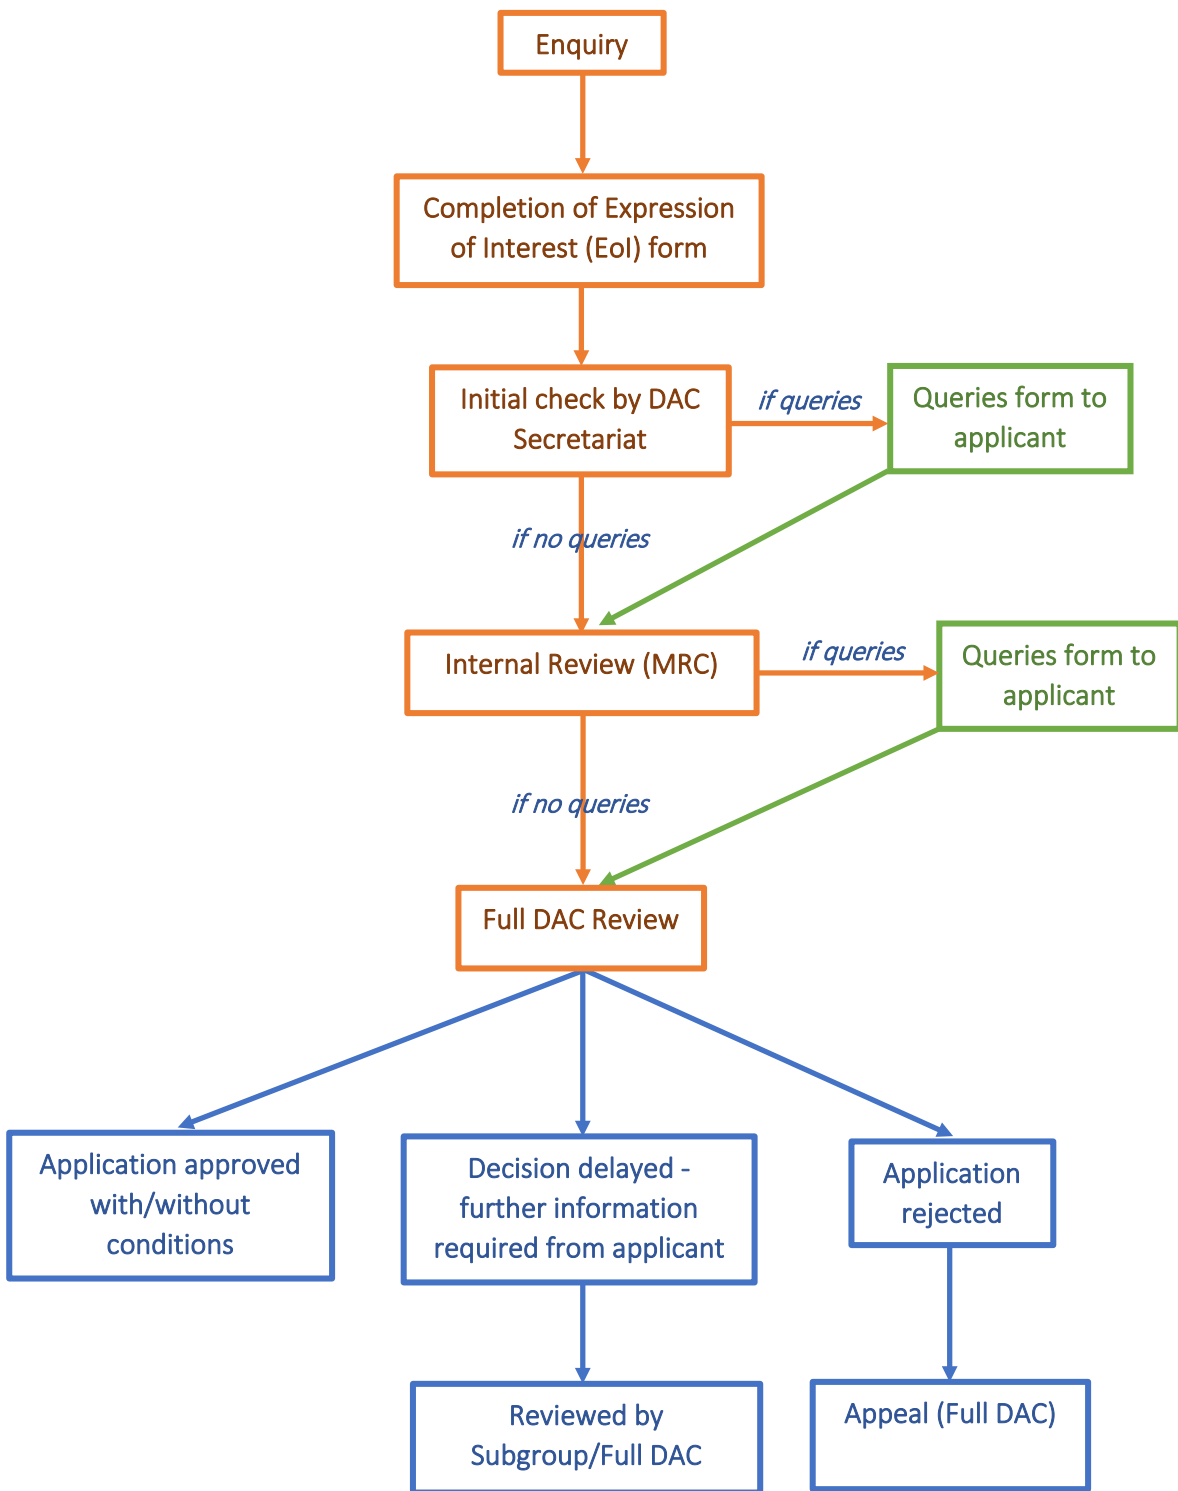 Enquiry
Completion of Expression
of Interest (EoI) form
Initial check by DAC
Secretariat
if queries
Queries form to
applicant
if no queries
Internal Review (MRC)
if queries
Queries form to
applicant
if no queries
Full DAC Review
Application approved
with/without
conditions
Decision delayed -
further information
required from applicant
Application
rejected
Reviewed by
Subgroup/Full DAC
Appeal (Full DAC)